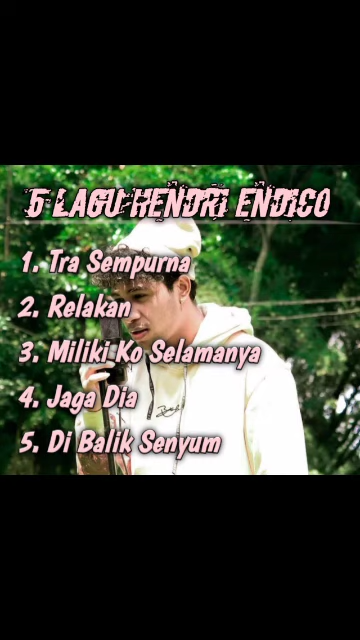 5 LAGU HENDRI ENDICO
1. Tra Sempurna
2. Relakan
3. Miliki Ko Selamanya
4. Jaga Dia
5. Di Balik Senyum